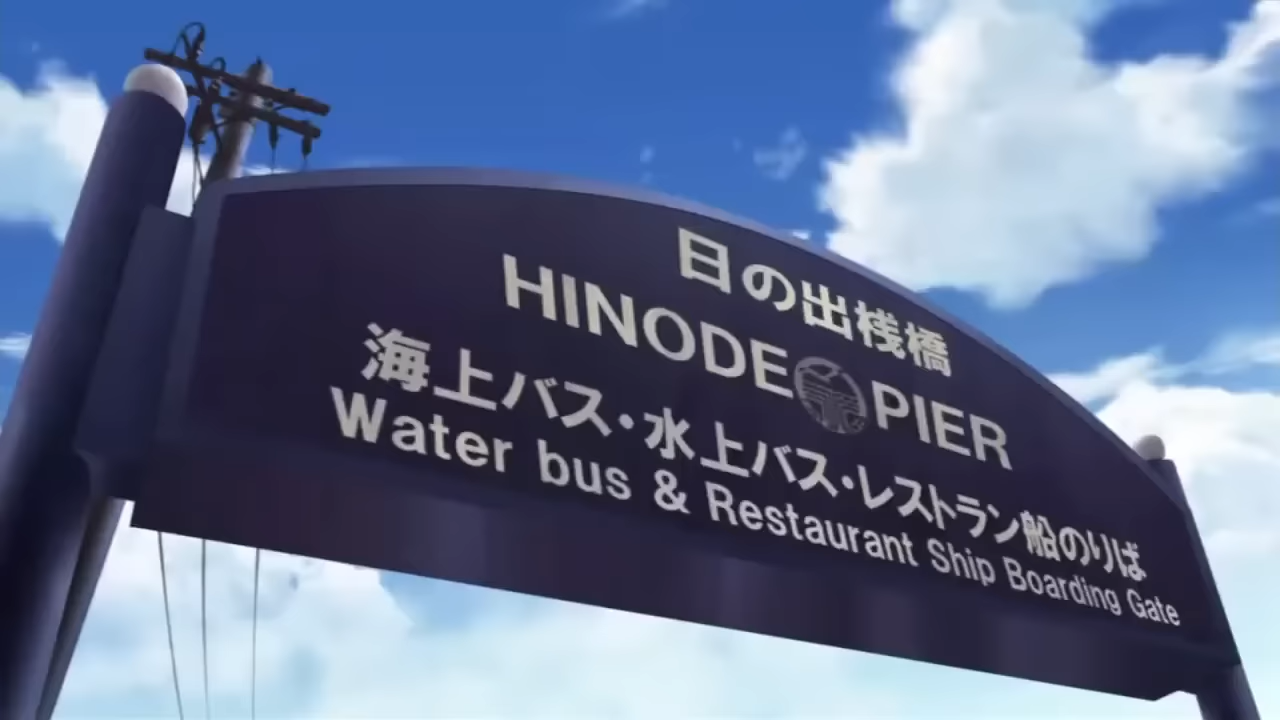 日の出桟橋
HINODE PIER
海上バス・水上バス・レストラン船のりば
Water bus & Restaurant Ship Boarding Gate